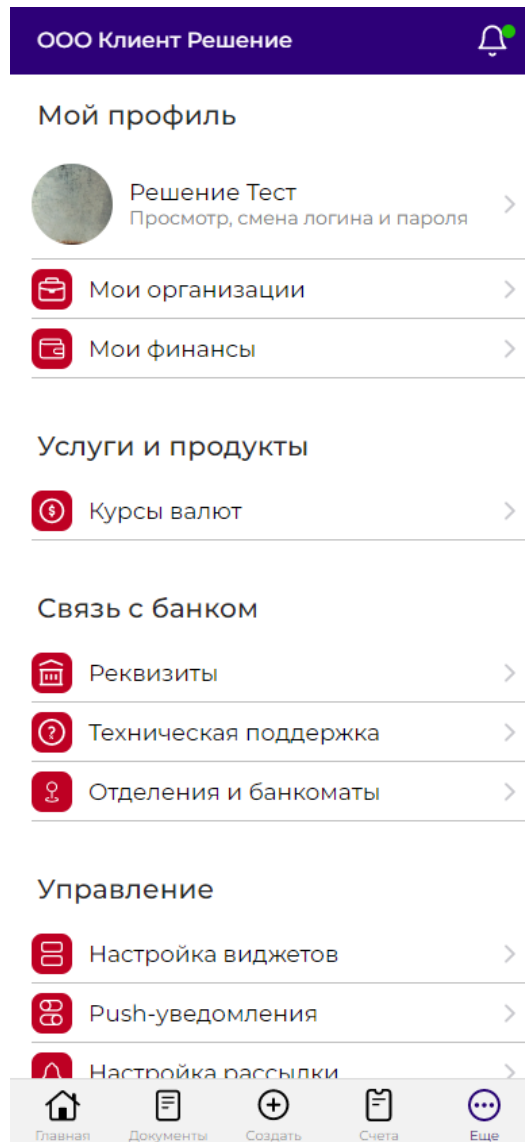 ООО Клиент Решение
Мой профиль
Решение Тест
Просмотр, смена логина и пароля
Мои организации
Мои финансы
Услуги и продукты
Курсы валют
Связь с банком
Реквизиты
Техническая поддержка
Отделения и банкоматы
Управление
Настройка виджетов
Push-уведомления
Настройка рассылки
Главная Документы Создать Счета Еще